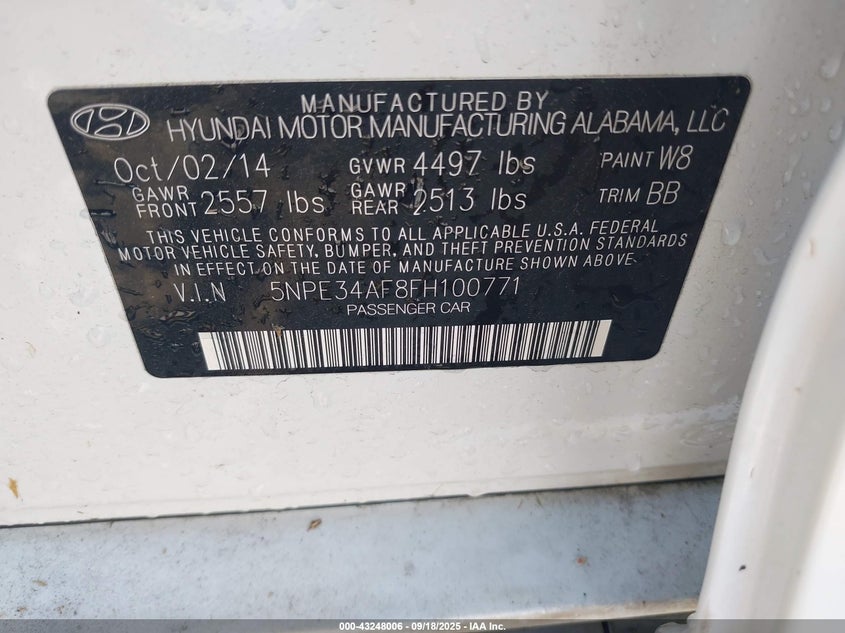 MANUFACTURED BY
HYUNDAI MOTOR MANUFACTURING ALABAMA, LLC
Oct/02/14 GVWR 4497 lbs PAINT W8
GAWR FRONT 2557 lbs GAWR REAR 2513 lbs TRIM BB
THIS VEHICLE CONFORMS TO ALL APPLICABLE U.S.A. FEDERAL
MOTOR VEHICLE SAFETY, BUMPER, AND THEFT PREVENTION STANDARDS
IN EFFECT ON THE DATE OF MANUFACTURE SHOWN ABOVE.
V.I.N 5NPE34AF8FH100771
PASSENGER CAR
000-43248006 - 09/18/2025 - IAA Inc.